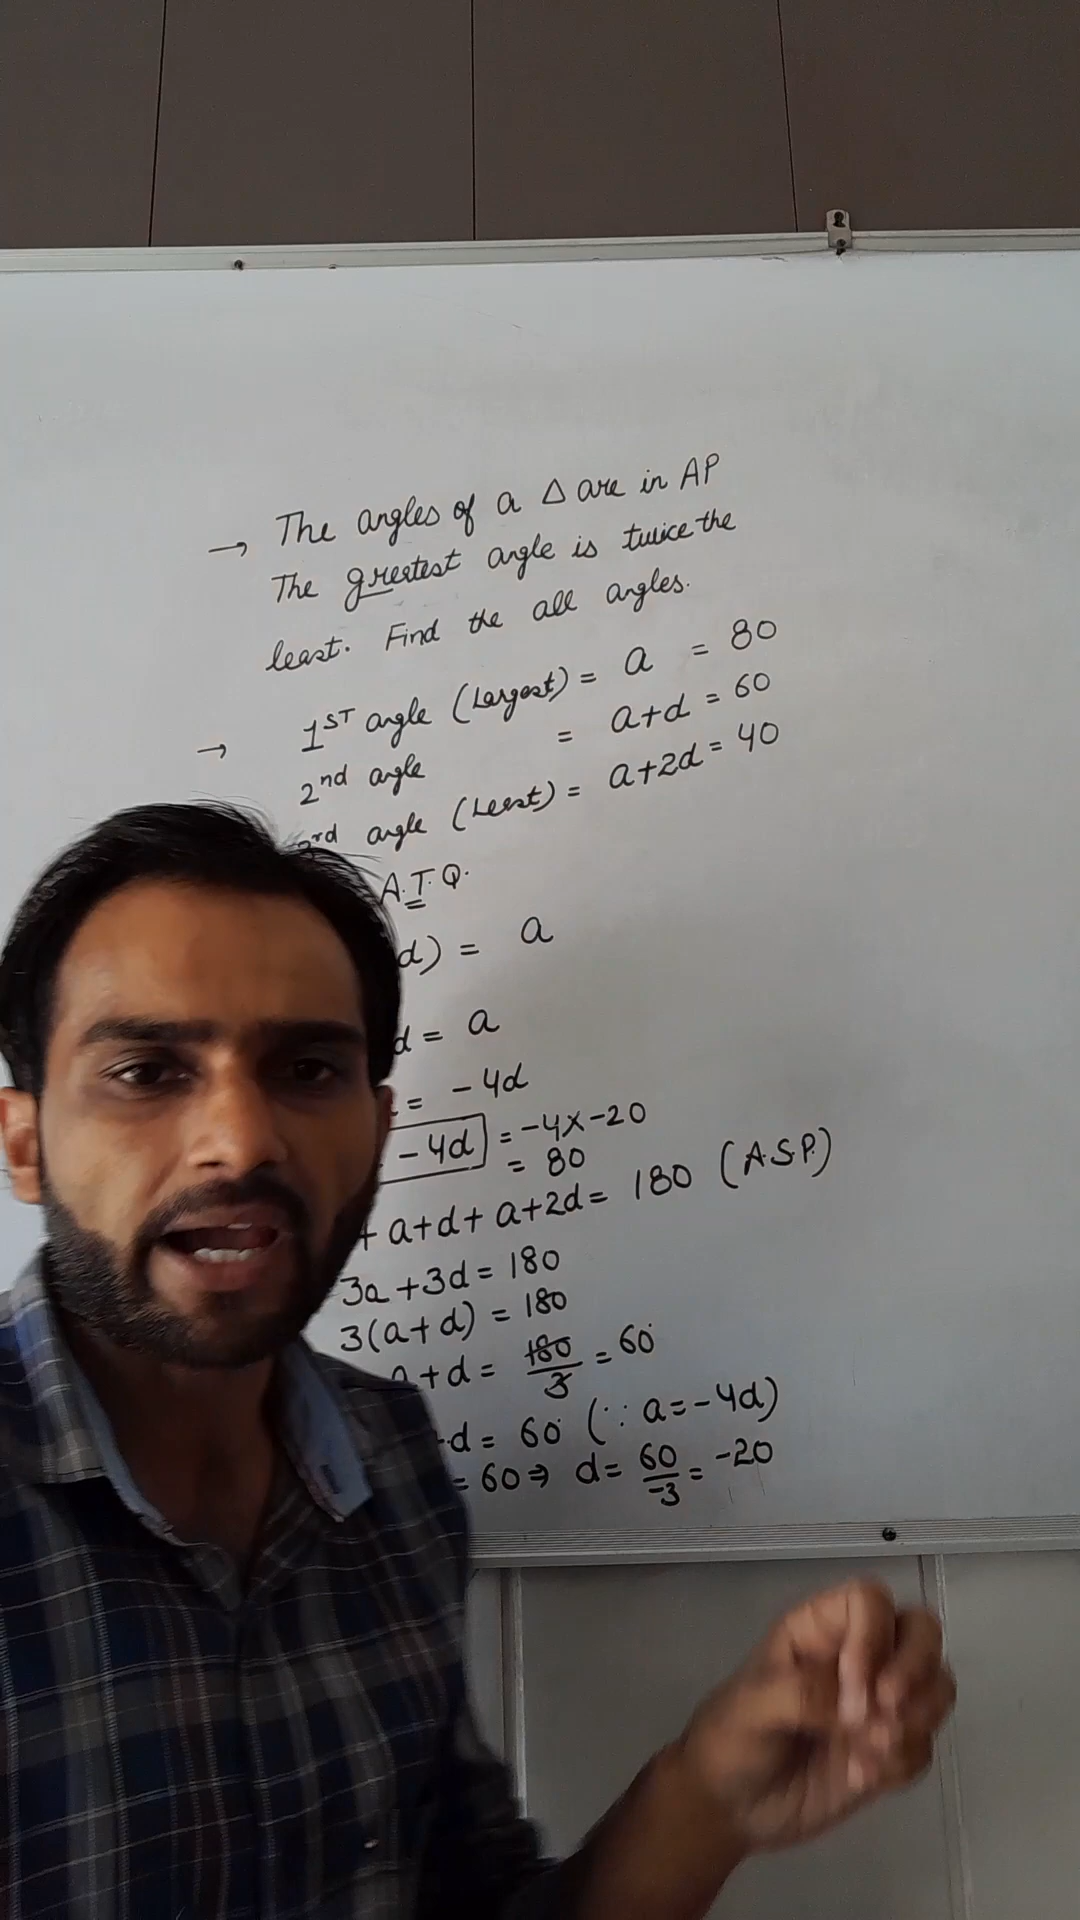 → The angles of a Δ are in AP
The greatest angle is twice the
least. Find the all angles.
→ 1ST angle (Largest) = a = 80
2nd angle = a+d = 60
rd angle (Least) = a+2d = 40
A.T.Q.
d) = a
d = a
= -4d
- 4d = -4x-20
= 80
+ a+d+ a+2d = 180 (A.S.P.)
3a +3d = 180
3(a+d) = 180
a+d = 180/3 = 60
d = 60 (∵ a=-4d)
= 60 ⇒ d = 60/-3 = -20